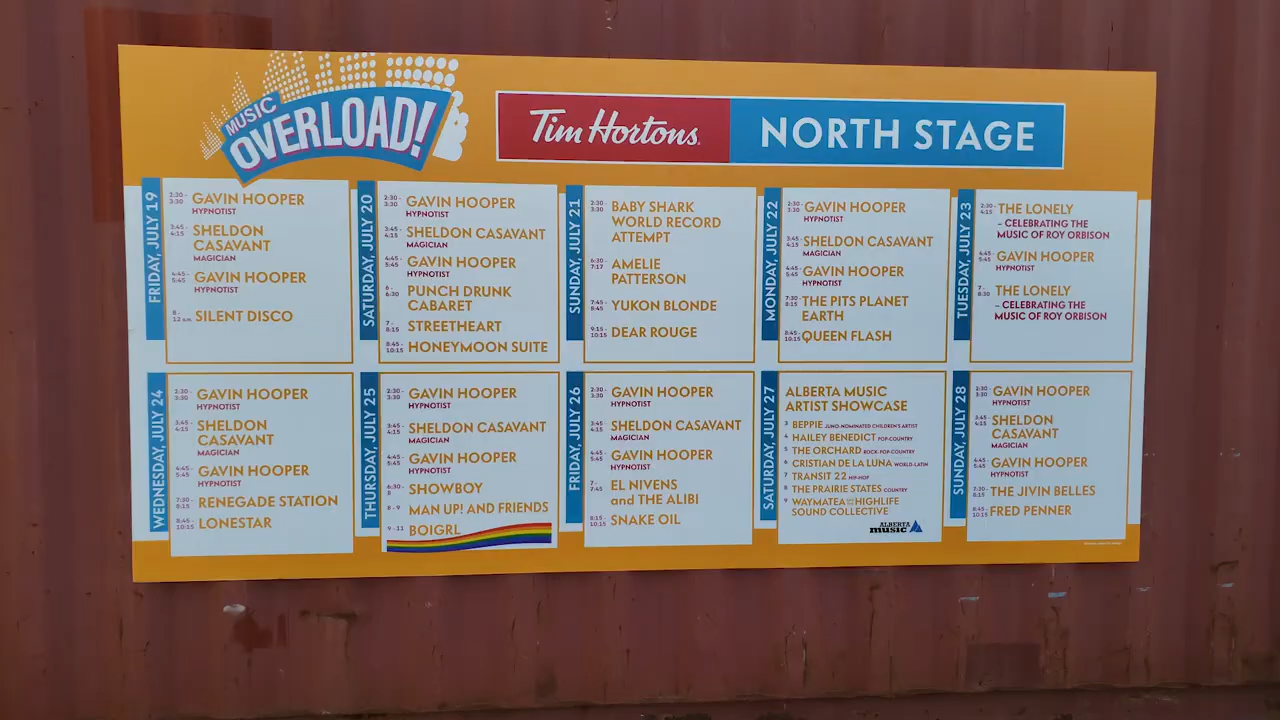 MUSIC
OVERLOAD!
Tim Hortons. NORTH STAGE
FRIDAY, JULY 19
2:30 - 3:30 GAVIN HOOPER
HYPNOTIST
3:45 - 4:15 SHELDON
CASAVANT
MAGICIAN
4:45 - 5:45 GAVIN HOOPER
HYPNOTIST
8 - 12 a.m. SILENT DISCO
SATURDAY, JULY 20
2:30 - 3:30 GAVIN HOOPER
HYPNOTIST
3:45 - 4:15 SHELDON CASAVANT
MAGICIAN
4:45 - 5:45 GAVIN HOOPER
HYPNOTIST
6 - 6:30 PUNCH DRUNK
CABARET
7 - 8:15 STREETHEART
8:45 - 10:15 HONEYMOON SUITE
SUNDAY, JULY 21
2:30 - 3:30 BABY SHARK
WORLD RECORD
ATTEMPT
6:30 - 7:17 AMELIE
PATTERSON
7:45 - 8:45 YUKON BLONDE
9:15 - 10:15 DEAR ROUGE
MONDAY, JULY 22
2:30 - 3:30 GAVIN HOOPER
HYPNOTIST
3:45 - 4:15 SHELDON CASAVANT
MAGICIAN
4:45 - 5:45 GAVIN HOOPER
HYPNOTIST
7:30 - 8:15 THE PITS PLANET
EARTH
8:45 - 10:15 QUEEN FLASH
TUESDAY, JULY 23
2:30 - 4:15 THE LONELY
– CELEBRATING THE
MUSIC OF ROY ORBISON
4:45 - 5:45 GAVIN HOOPER
HYPNOTIST
7 - 8:30 THE LONELY
– CELEBRATING THE
MUSIC OF ROY ORBISON
WEDNESDAY, JULY 24
2:30 - 3:30 GAVIN HOOPER
HYPNOTIST
3:45 - 4:15 SHELDON
CASAVANT
MAGICIAN
4:45 - 5:45 GAVIN HOOPER
HYPNOTIST
7:30 - 8:15 RENEGADE STATION
8:45 - 10:15 LONESTAR
THURSDAY, JULY 25
2:30 - 3:30 GAVIN HOOPER
HYPNOTIST
3:45 - 4:15 SHELDON CASAVANT
MAGICIAN
4:45 - 5:45 GAVIN HOOPER
HYPNOTIST
6:30 - 8 SHOWBOY
8 - 9 MAN UP! AND FRIENDS
9 - 11 BOIGRL
FRIDAY, JULY 26
2:30 - 3:30 GAVIN HOOPER
HYPNOTIST
3:45 - 4:15 SHELDON CASAVANT
MAGICIAN
4:45 - 5:45 GAVIN HOOPER
HYPNOTIST
7 - 7:45 EL NIVENS
and THE ALIBI
8:15 - 10:15 SNAKE OIL
SATURDAY, JULY 27
ALBERTA MUSIC
ARTIST SHOWCASE
3 BEPPIE JUNO-NOMINATED CHILDREN'S ARTIST
4 HAILEY BENEDICT POP-COUNTRY
5 THE ORCHARD ROCK-POP-COUNTRY
6 CRISTIAN DE LA LUNA WORLD-LATIN
7 TRANSIT 22 HIP-HOP
8 THE PRAIRIE STATES COUNTRY
9 WAYMATEA HIGHLIFE
SOUND COLLECTIVE
ALBERTA
music
SUNDAY, JULY 28
2:30 - 3:30 GAVIN HOOPER
HYPNOTIST
3:45 - 4:15 SHELDON
CASAVANT
MAGICIAN
4:45 - 5:45 GAVIN HOOPER
HYPNOTIST
7:30 - 8:15 THE JIVIN BELLES
8:45 - 10:15 FRED PENNER